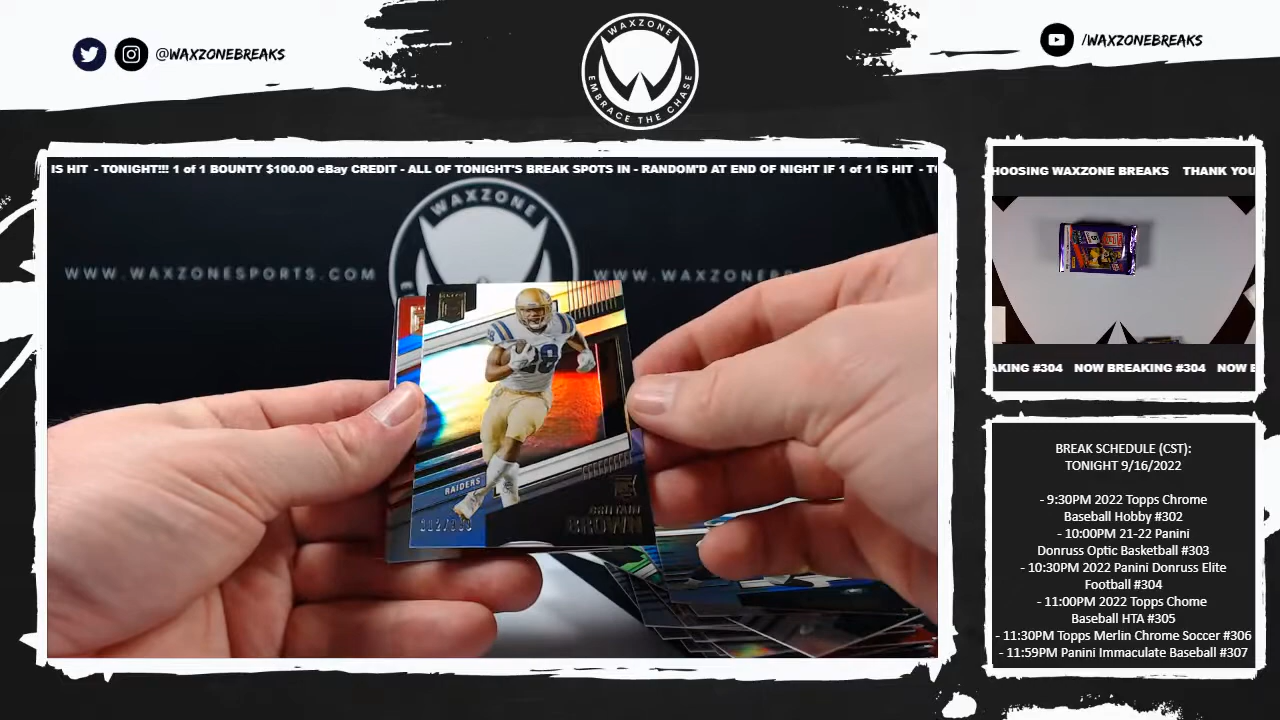 @WAXZONEBREAKS
WAXZONE
EMBRACE THE CHASE
/WAXZONEBREAKS
IS HIT - TONIGHT!!! 1 of 1 BOUNTY $100.00 eBay CREDIT - ALL OF TONIGHT'S BREAK SPOTS IN - RANDOM'D AT END OF NIGHT IF 1 of 1 IS HIT - T
WAXZONE
WWW.WAXZONESPORTS.COM
WWW.WAXZONE
28
RAIDERS
BRITTAIN
BROWN
HOOSING WAXZONE BREAKS THANK YOU
AKING #304 NOW BREAKING #304 NOW B
BREAK SCHEDULE (CST):
TONIGHT 9/16/2022
- 9:30PM 2022 Topps Chrome
Baseball Hobby #302
- 10:00PM 21-22 Panini
Donruss Optic Basketball #303
- 10:30PM 2022 Panini Donruss Elite
Football #304
- 11:00PM 2022 Topps Chome
Baseball HTA #305
- 11:30PM Topps Merlin Chrome Soccer #306
- 11:59PM Panini Immaculate Baseball #307